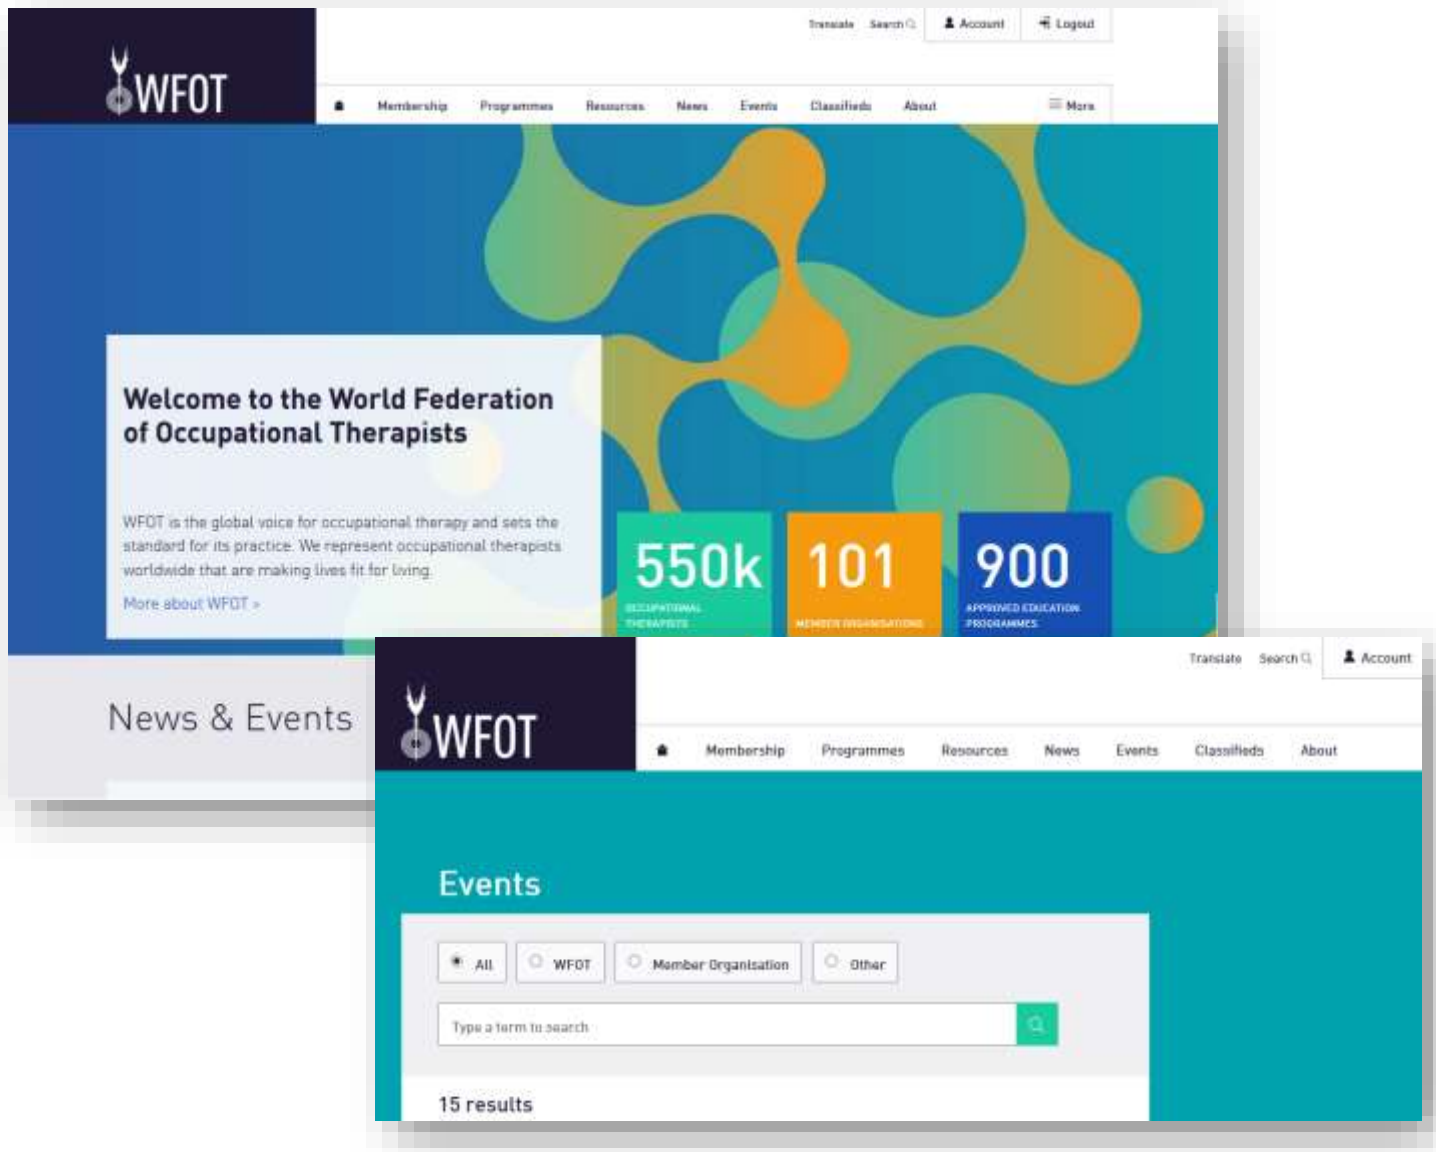 Translate Search Account Logout
WFOT
Membership Programmes Resources News Events Classifieds About More
Welcome to the World Federation
of Occupational Therapists
WFOT is the global voice for occupational therapy and sets the
standard for its practice. We represent occupational therapists
worldwide that are making lives fit for living.
More about WFOT »
550k
OCCUPATIONAL
THERAPISTS
101
MEMBER ORGANISATIONS
900
APPROVED EDUCATION
PROGRAMMES
News & Events
Translate Search Account
WFOT
Membership Programmes Resources News Events Classifieds About
Events
All WFOT Member Organisation Other
Type a term to search
15 results